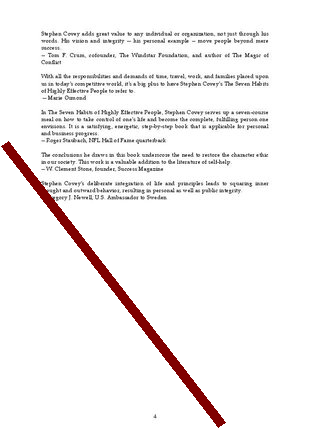 Stephen Covey adds great value to any individual or organization, not just through his
words. His vision and integrity -- his personal example -- move people beyond mere
success.
-- Tom F. Crum, cofounder, The Windstar Foundation, and author of The Magic of
Conflict
With all the responsibilities and demands of time, travel, work, and families placed upon
us in today's competitive world, it's a big plus to have Stephen Covey's The Seven Habits
of Highly Effective People to refer to.
-- Marie Osmond
In The Seven Habits of Highly Effective People, Stephen Covey serves up a seven-course
meal on how to take control of one's life and become the complete, fulfilling person one
envisions. It is a satisfying, energetic, step-by-step book that is applicable for personal
and business progress.
-- Roger Staubach, NFL Hall of Fame quarterback
The conclusions he draws in this book underscore the need to restore the character ethic
in our society. This work is a valuable addition to the literature of self-help.
-- W. Clement Stone, founder, Success Magazine
Stephen Covey's deliberate integration of life and principles leads to squaring inner
and outward behavior, resulting in personal as well as public integrity.
J. Newell, U.S. Ambassador to Sweden
4